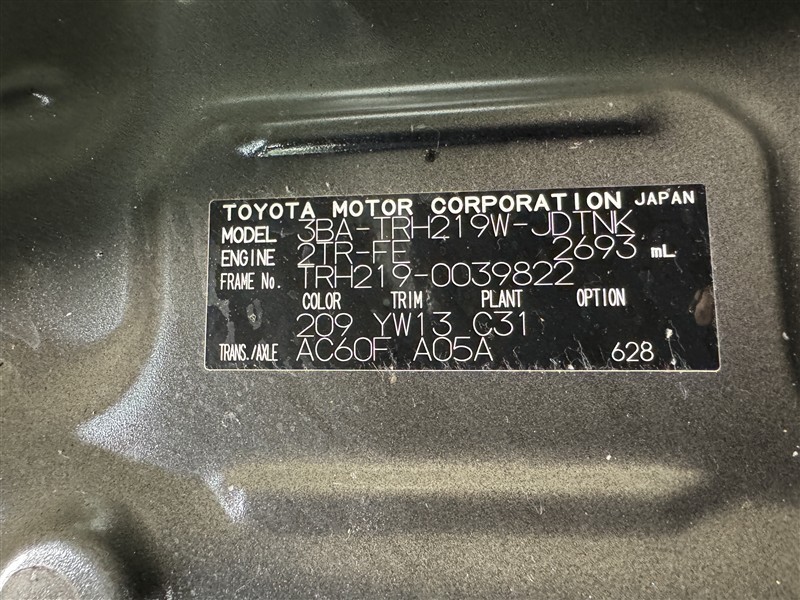 TOYOTA MOTOR CORPORATION JAPAN
MODEL 3BA-TRH219W-JDTNK
ENGINE 2TR-FE 2693 mL
FRAME No. TRH219-0039822
COLOR TRIM PLANT OPTION
209 YW13 C31
TRANS./AXLE AC60F A05A 628